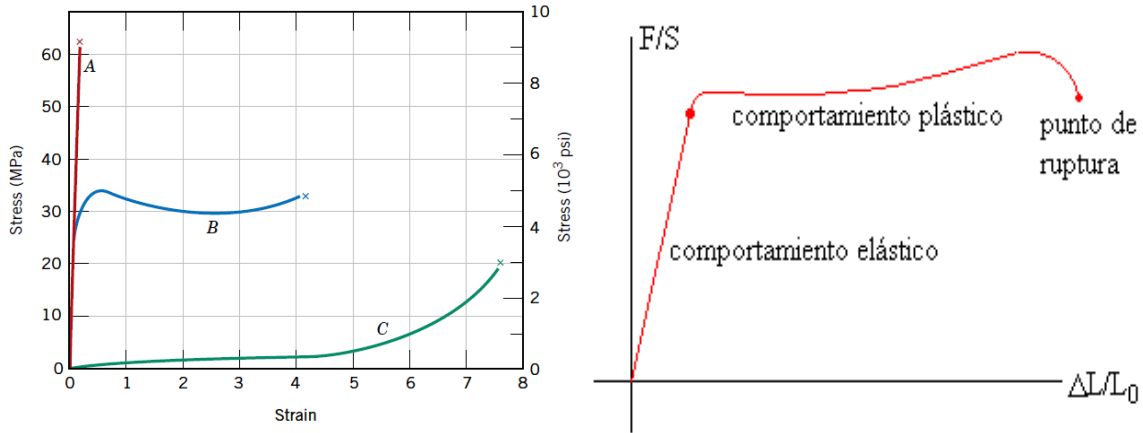 60
50
40
30
20
10
0
Stress (MPa)
0 1 2 3 4 5 6 7 8
Strain
10
8
6
4
2
0
Stress (10³ psi)
A
B
C
F/S
comportamiento plástico
punto de
ruptura
comportamiento elástico
ΔL/L₀